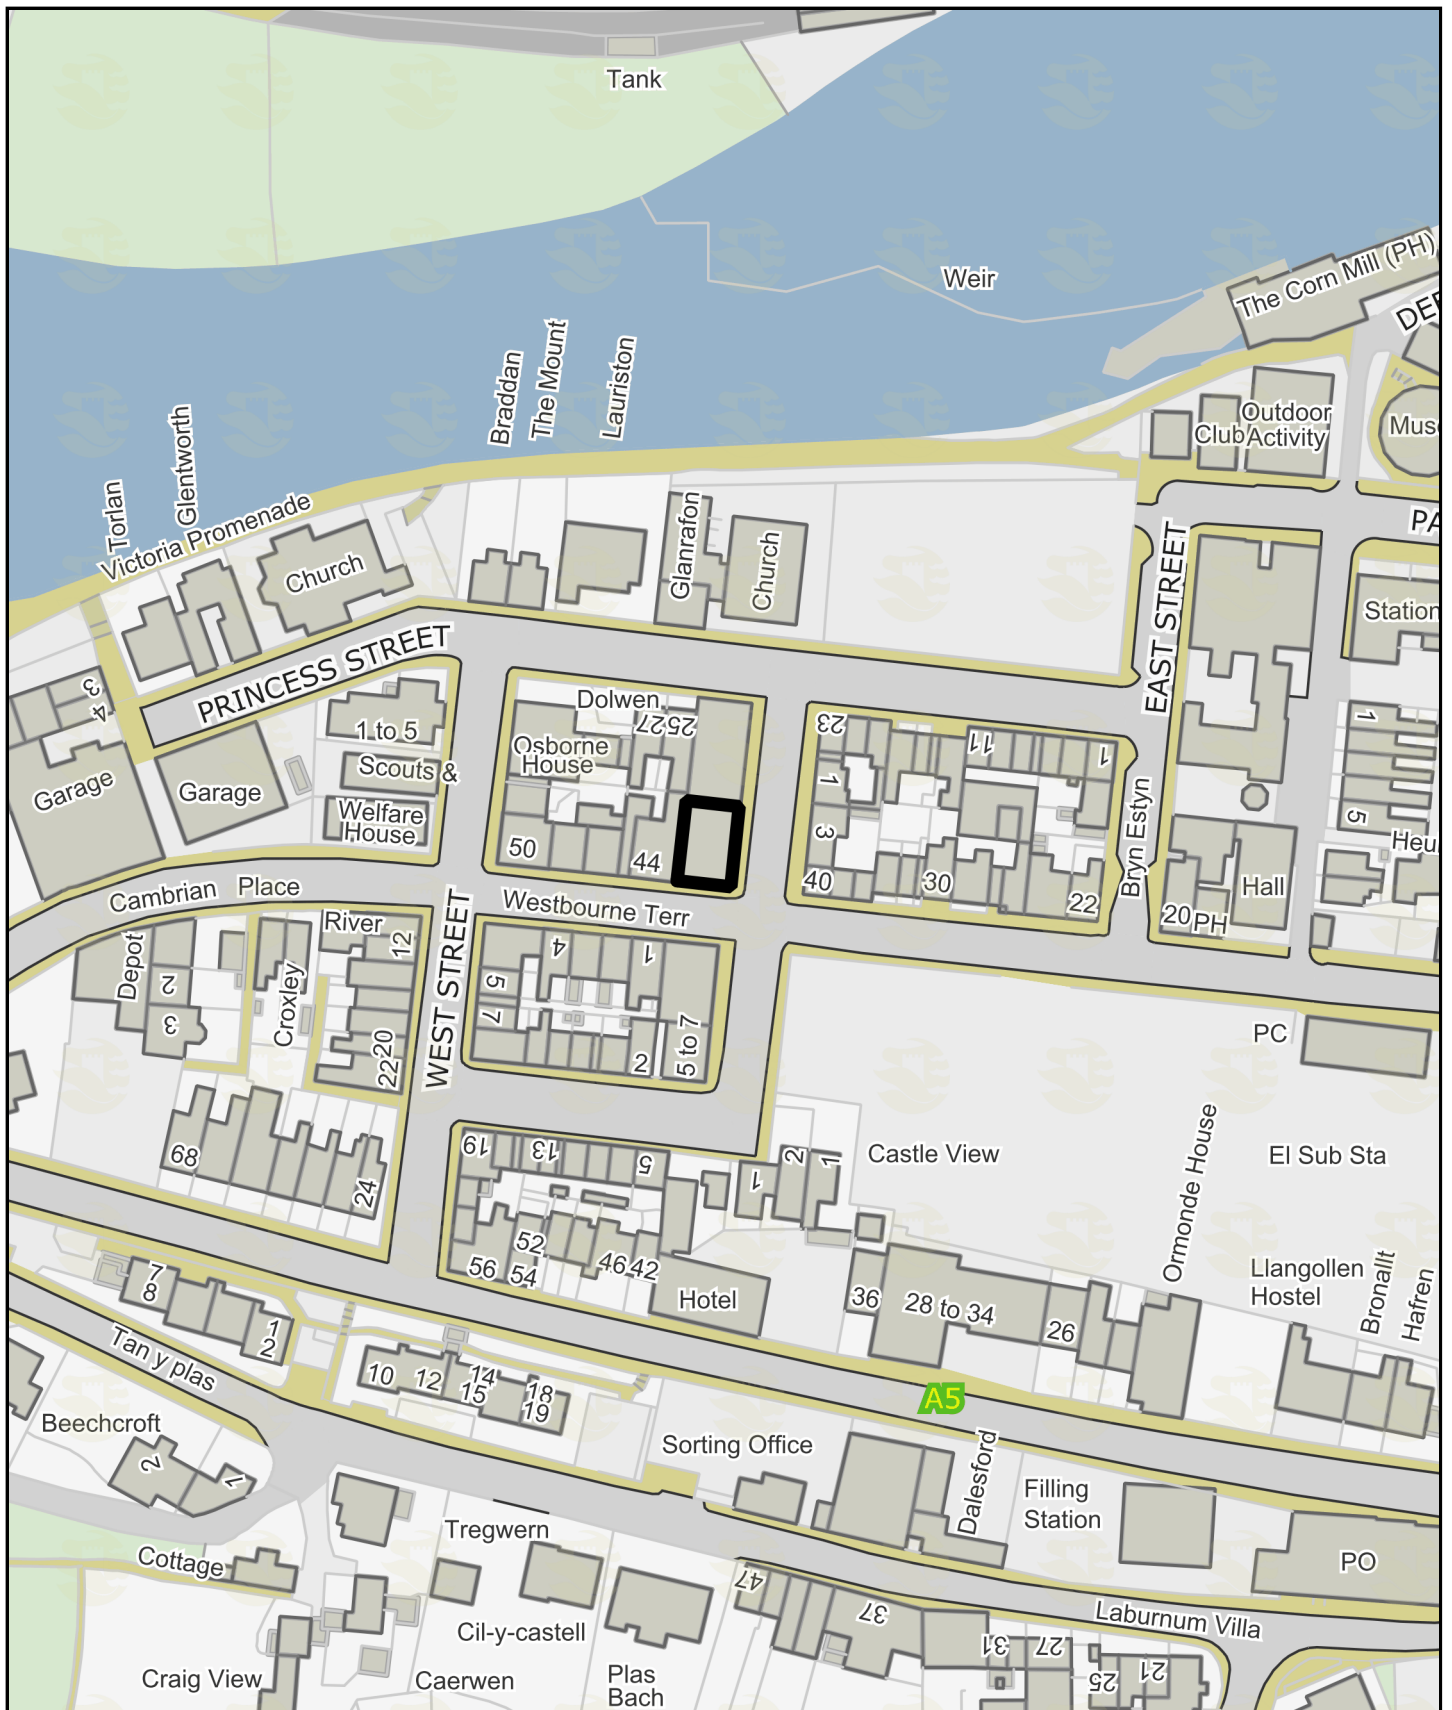 Tank
Weir
The Corn Mill (PH)
Braddan
The Mount
Lauriston
Torlan
Glentworth
Victoria Promenade
Outdoor
Activity
Club
Church
Glanrafon
Church
PRINCESS STREET
EAST STREET
Station
3
4
Garage
Garage
1 to 5
Scouts &
Welfare
House
Dolwen
27
25
Osborne
House
50
44
23
11
1
1
3
40
30
22
Bryn Estyn
1
5
20
PH
Hall
Cambrian Place
Westbourne Terr
WEST STREET
River
12
Depot
2
3
Croxley
20
22
4
1
5
7
2
5 to 7
PC
68
24
19
13
5
1
2
1
Castle View
Ormonde House
El Sub Sta
52
56
54
46
42
Hotel
36
28 to 34
26
Llangollen
Hostel
Bronallt
Hafren
7
8
1
2
Tan y plas
10
12
14
15
18
19
A5
Beechcroft
2
1
Sorting Office
Dalesford
Filling
Station
PO
Tregwern
Cottage
47
37
Laburnum Villa
31
27
25
21
Cil-y-castell
Craig View
Caerwen
Plas
Bach